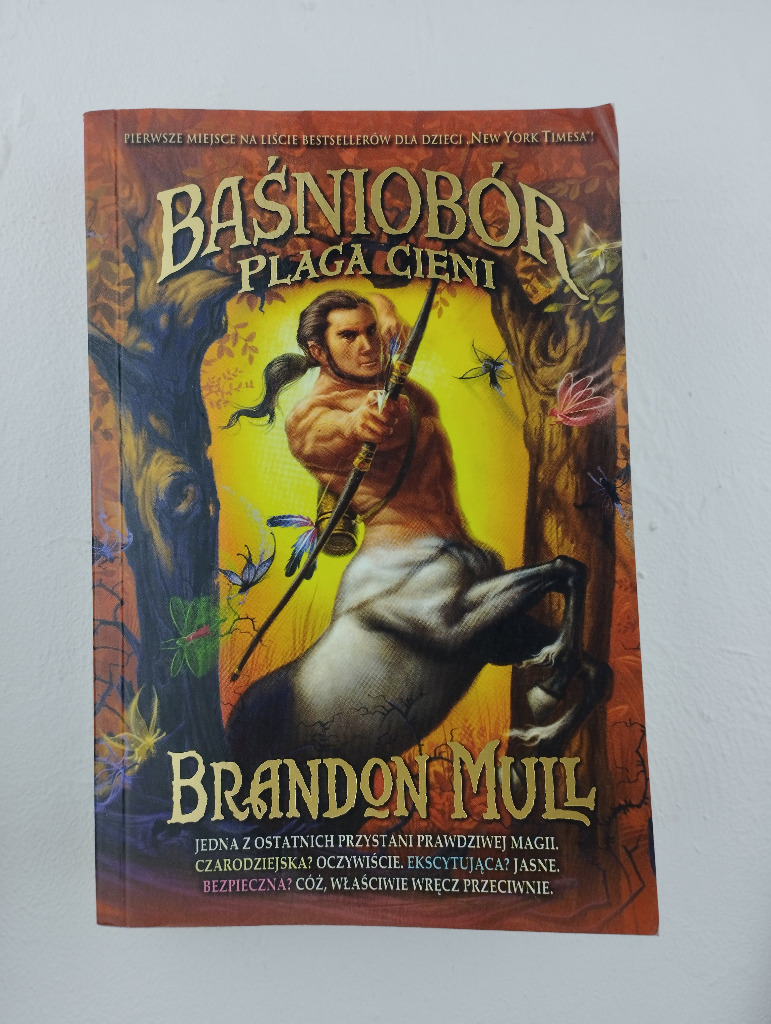 PIERWSZE MIEJSCE NA LIŚCIE BESTSELLERÓW DLA DZIECI „NEW YORK TIMESA”!
BAŚNIOBÓR
PLAGA CIENI
BRANDON MULL
JEDNA Z OSTATNICH PRZYSTANI PRAWDZIWEJ MAGII.
CZARODZIEJSKA? OCZYWIŚCIE. EKSCYTUJĄCA? JASNE.
BEZPIECZNA? CÓŻ, WŁAŚCIWIE WRĘCZ PRZECIWNIE.